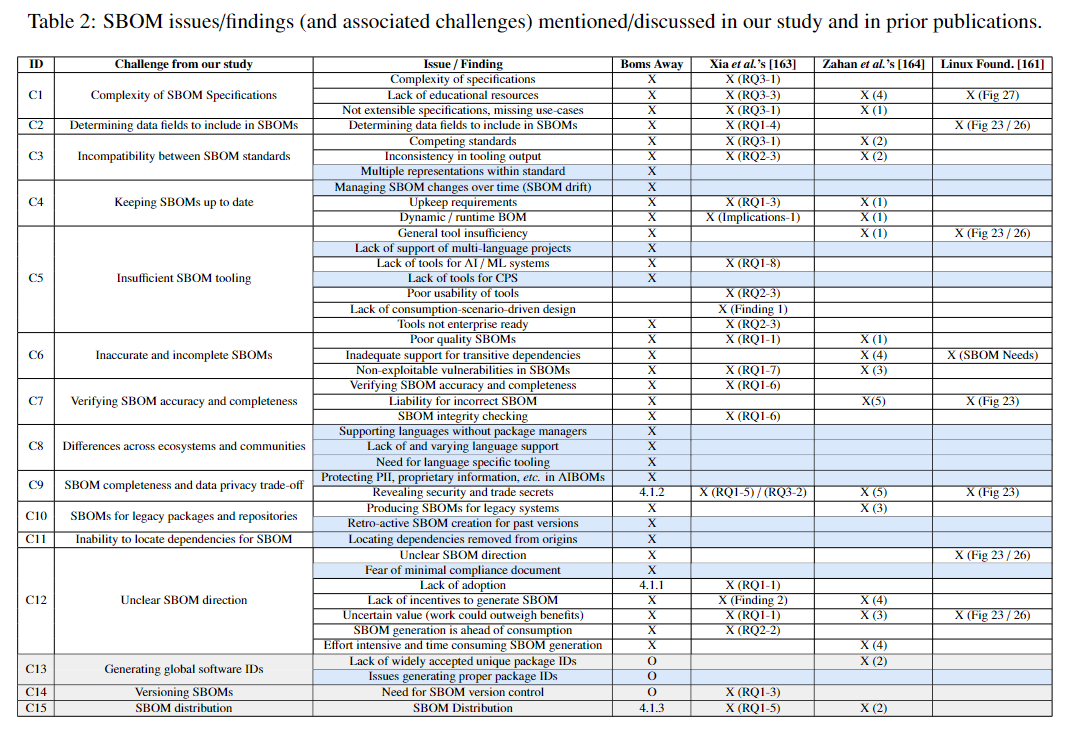 Table 2: SBOM issues/findings (and associated challenges) mentioned/discussed in our study and in prior publications.
ID Challenge from our study Issue / Finding Boms Away Xia et al.'s [163] Zahan et al.'s [164] Linux Found. [161]
Complexity of specifications X X (RQ3-1)
C1 Complexity of SBOM Specifications Lack of educational resources X X (RQ3-3) X (4) X (Fig 27)
Not extensible specifications, missing use-cases X X (RQ3-1) X (1)
C2 Determining data fields to include in SBOMs Determining data fields to include in SBOMs X X (RQ1-4) X (Fig 23 / 26)
Competing standards X X (RQ3-1) X (2)
C3 Incompatibility between SBOM standards Inconsistency in tooling output X X (RQ2-3) X (2)
Multiple representations within standard X
Managing SBOM changes over time (SBOM drift) X
C4 Keeping SBOMs up to date Upkeep requirements X X (RQ1-3) X (1)
Dynamic / runtime BOM X X (Implications-1) X (1)
General tool insufficiency X X (1) X (Fig 23 / 26)
Lack of support of multi-language projects X
Lack of tools for AI / ML systems X X (RQ1-8)
C5 Insufficient SBOM tooling Lack of tools for CPS X
Poor usability of tools X (RQ2-3)
Lack of consumption-scenario-driven design X (Finding 1)
Tools not enterprise ready X X (RQ2-3)
Poor quality SBOMs X X (RQ1-1) X (1)
C6 Inaccurate and incomplete SBOMs Inadequate support for transitive dependencies X X (4) X (SBOM Needs)
Non-exploitable vulnerabilities in SBOMs X X (RQ1-7) X (3)
Verifying SBOM accuracy and completeness X X (RQ1-6)
C7 Verifying SBOM accuracy and completeness Liability for incorrect SBOM X X(5) X (Fig 23)
SBOM integrity checking X X (RQ1-6)
Supporting languages without package managers X
C8 Differences across ecosystems and communities Lack of and varying language support X
Need for language specific tooling X
Protecting PII, proprietary information, etc. in AIBOMs X
C9 SBOM completeness and data privacy trade-off Revealing security and trade secrets 4.1.2 X (RQ1-5) / (RQ3-2) X (5) X (Fig 23)
Producing SBOMs for legacy systems X X (3)
C10 SBOMs for legacy packages and repositories Retro-active SBOM creation for past versions X
C11 Inability to locate dependencies for SBOM Locating dependencies removed from origins X
Unclear SBOM direction X X (Fig 23 / 26)
Fear of minimal compliance document X
Lack of adoption 4.1.1 X (RQ1-1)
C12 Unclear SBOM direction Lack of incentives to generate SBOM X X (Finding 2) X (4)
Uncertain value (work could outweigh benefits) X X (RQ1-1) X (3) X (Fig 23 / 26)
SBOM generation is ahead of consumption X X (RQ2-2)
Effort intensive and time consuming SBOM generation X X (4)
C13 Generating global software IDs Lack of widely accepted unique package IDs O X (2)
Issues generating proper package IDs O
C14 Versioning SBOMs Need for SBOM version control O X (RQ1-3)
C15 SBOM distribution SBOM Distribution 4.1.3 X (RQ1-5) X (2)